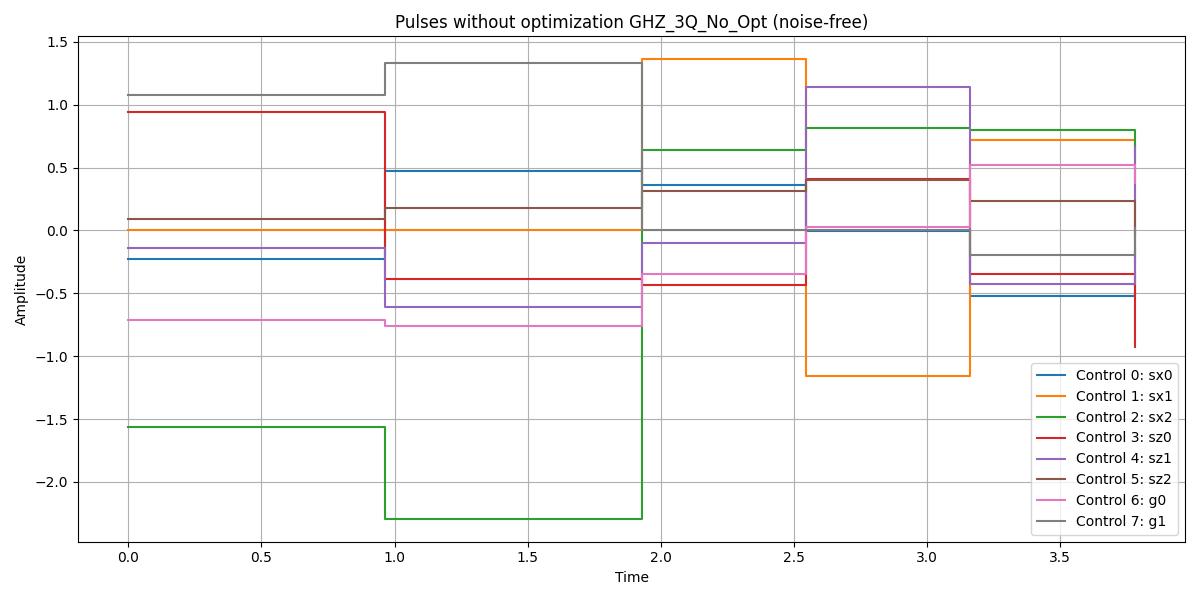 Pulses without optimization GHZ_3Q_No_Opt (noise-free)
1.5
1.0
0.5
0.0
−0.5
−1.0
−1.5
−2.0
Amplitude
Control 0: sx0
Control 1: sx1
Control 2: sx2
Control 3: sz0
Control 4: sz1
Control 5: sz2
Control 6: g0
Control 7: g1
0.0 0.5 1.0 1.5 2.0 2.5 3.0 3.5
Time